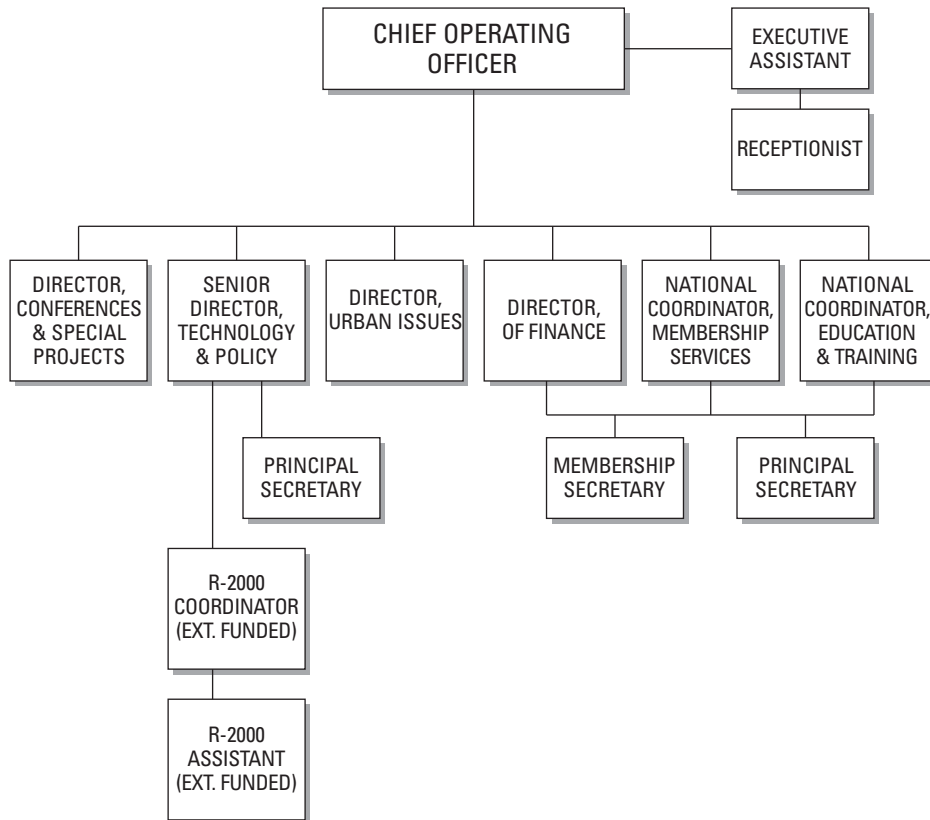 CHIEF OPERATING
OFFICER
EXECUTIVE
ASSISTANT
RECEPTIONIST
DIRECTOR,
CONFERENCES
& SPECIAL
PROJECTS
SENIOR
DIRECTOR,
TECHNOLOGY
& POLICY
DIRECTOR,
URBAN ISSUES
DIRECTOR,
OF FINANCE
NATIONAL
COORDINATOR,
MEMBERSHIP
SERVICES
NATIONAL
COORDINATOR,
EDUCATION
& TRAINING
PRINCIPAL
SECRETARY
MEMBERSHIP
SECRETARY
PRINCIPAL
SECRETARY
R-2000
COORDINATOR
(EXT. FUNDED)
R-2000
ASSISTANT
(EXT. FUNDED)